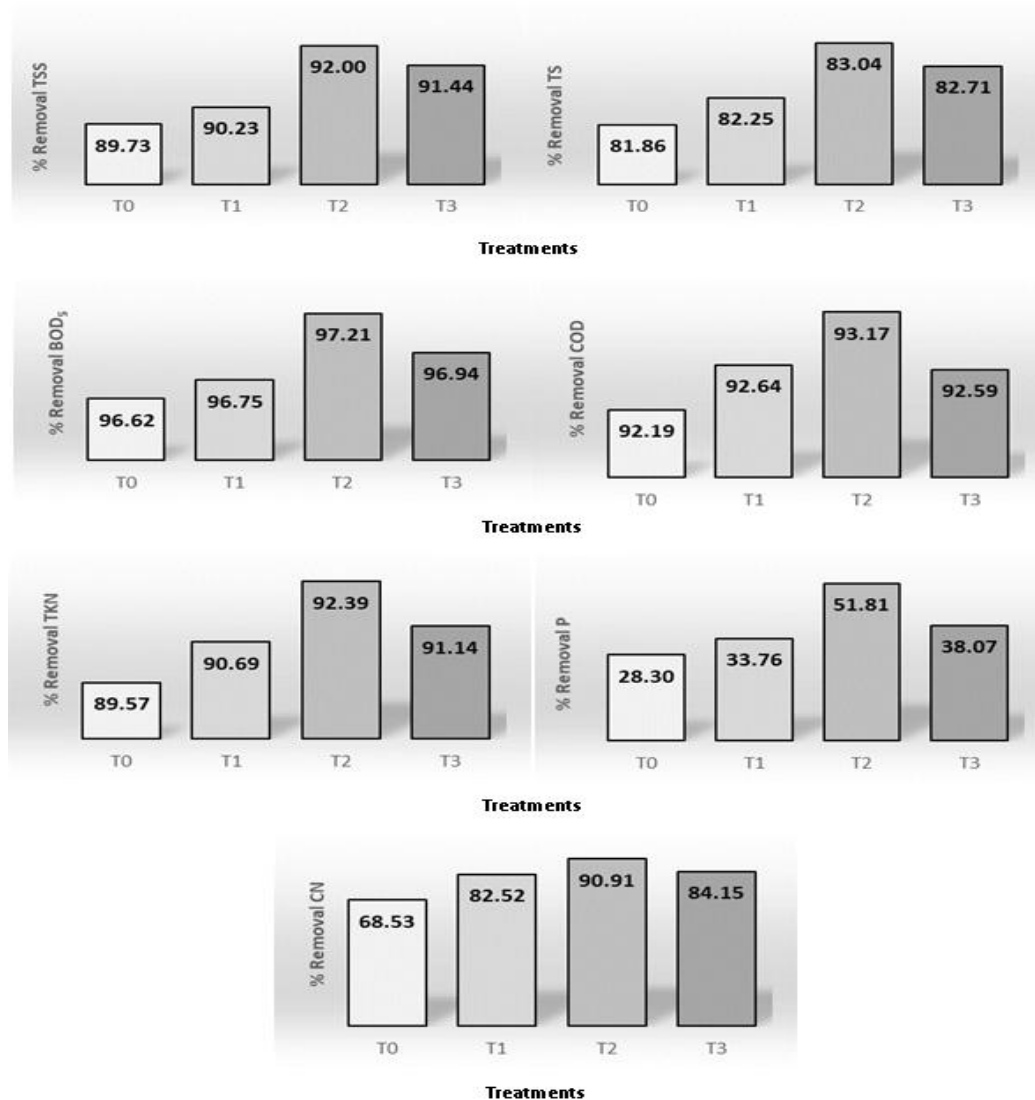 % Removal TSS
89.73
90.23
92.00
91.44
T0 T1 T2 T3
% Removal TS
81.86
82.25
83.04
82.71
T0 T1 T2 T3
Treatments
% Removal BOD₅
96.62
96.75
97.21
96.94
T0 T1 T2 T3
% Removal COD
92.19
92.64
93.17
92.59
T0 T1 T2 T3
Treatments
% Removal TKN
89.57
90.69
92.39
91.14
T0 T1 T2 T3
% Removal P
28.30
33.76
51.81
38.07
T0 T1 T2 T3
Treatments
% Removal CN
68.53
82.52
90.91
84.15
T0 T1 T2 T3
Treatments